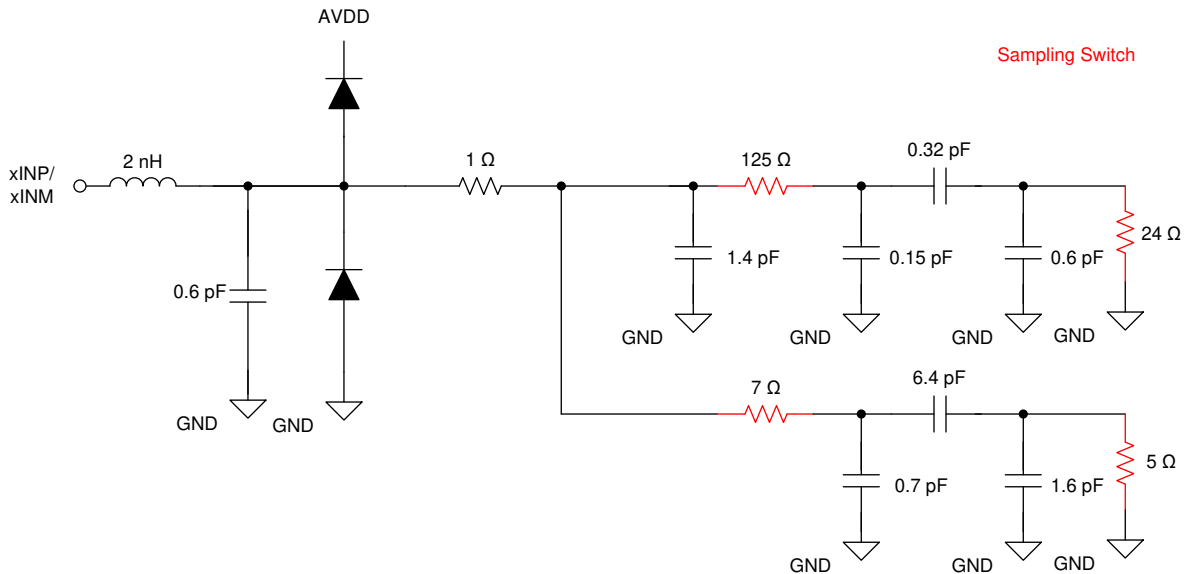 AVDD
Sampling Switch
xINP/
xINM
2 nH
1 Ω
125 Ω
0.32 pF
24 Ω
1.4 pF
0.15 pF
0.6 pF
0.6 pF
GND
GND
GND
GND
7 Ω
6.4 pF
GND
GND
5 Ω
0.7 pF
1.6 pF
GND
GND
GND